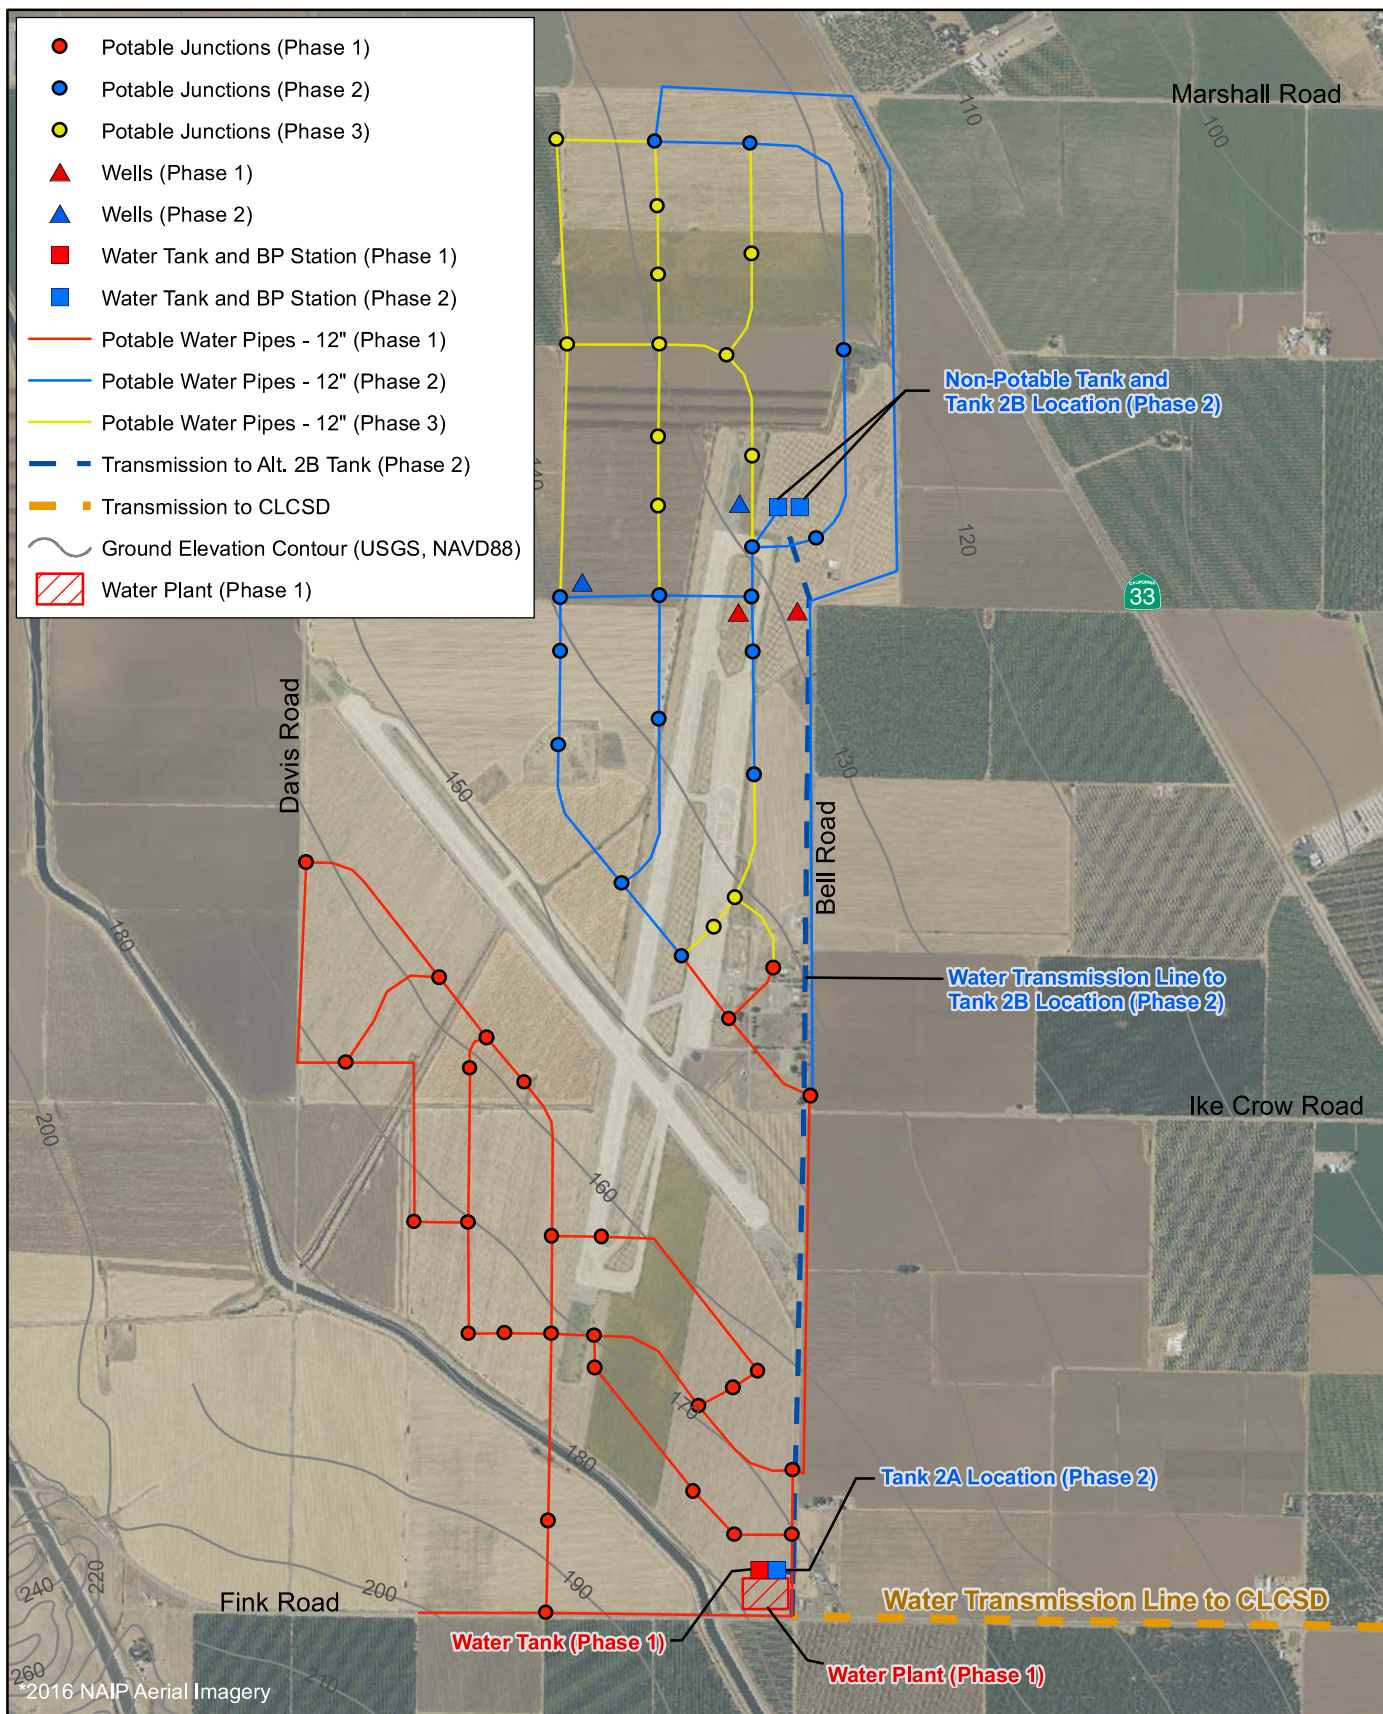 Potable Junctions (Phase 1)
Potable Junctions (Phase 2)
Potable Junctions (Phase 3)
Wells (Phase 1)
Wells (Phase 2)
Water Tank and BP Station (Phase 1)
Water Tank and BP Station (Phase 2)
Potable Water Pipes - 12" (Phase 1)
Potable Water Pipes - 12" (Phase 2)
Potable Water Pipes - 12" (Phase 3)
Transmission to Alt. 2B Tank (Phase 2)
Transmission to CLCSD
Ground Elevation Contour (USGS, NAVD88)
Water Plant (Phase 1)
Marshall Road
110
100
Non-Potable Tank and
Tank 2B Location (Phase 2)
140
120
CALIFORNIA
33
Davis Road
150
130
Bell Road
180
Water Transmission Line to
Tank 2B Location (Phase 2)
200
Ike Crow Road
160
170
180
Tank 2A Location (Phase 2)
240
220
200
190
Fink Road
Water Transmission Line to CLCSD
Water Tank (Phase 1)
Water Plant (Phase 1)
260
210
*2016 NAIP Aerial Imagery